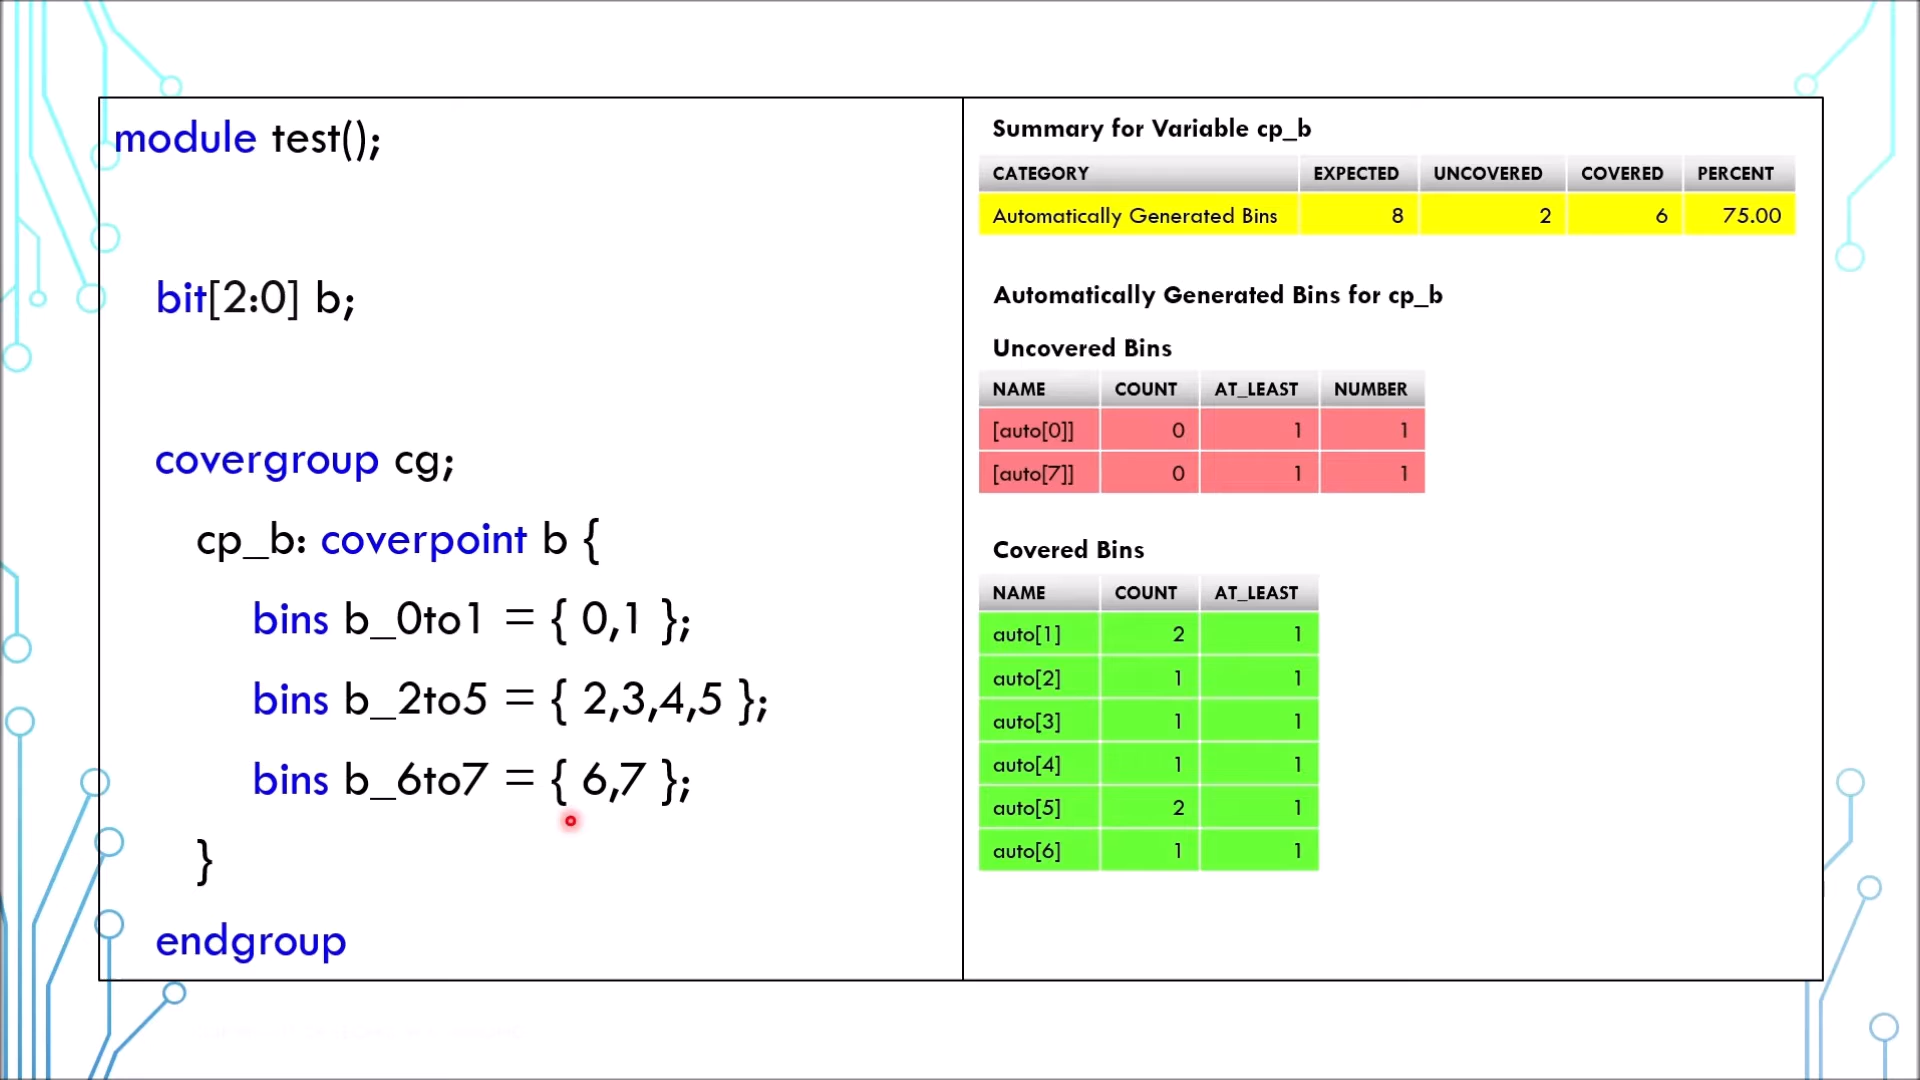 module test();
bit[2:0] b;
covergroup cg;
cp_b: coverpoint b {
bins b_0to1 = { 0,1 };
bins b_2to5 = { 2,3,4,5 };
bins b_6to7 = { 6,7 };
}
endgroup
Summary for Variable cp_b
CATEGORY EXPECTED UNCOVERED COVERED PERCENT
Automatically Generated Bins 8 2 6 75.00
Automatically Generated Bins for cp_b
Uncovered Bins
NAME COUNT AT_LEAST NUMBER
[auto[0]] 0 1 1
[auto[7]] 0 1 1
Covered Bins
NAME COUNT AT_LEAST
auto[1] 2 1
auto[2] 1 1
auto[3] 1 1
auto[4] 1 1
auto[5] 2 1
auto[6] 1 1